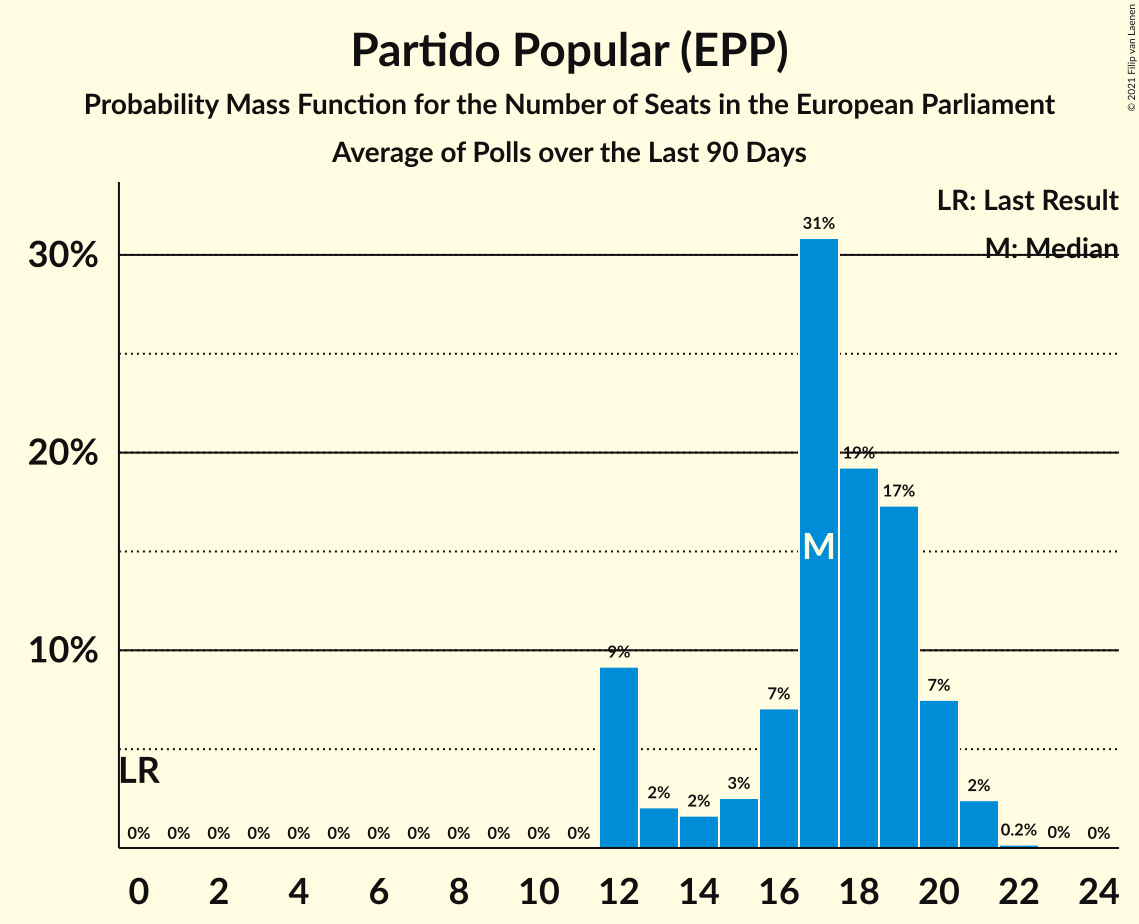 Partido Popular (EPP)
Probability Mass Function for the Number of Seats in the European Parliament
Average of Polls over the Last 90 Days
© 2021 Filip van Laenen
LR: Last Result
M: Median
30%
20%
10%
31%
19%
17%
M
9%
7%
7%
LR
2%
2%
3%
2%
0% 0% 0% 0% 0% 0% 0% 0% 0% 0% 0% 0%
0.2% 0% 0%
0 2 4 6 8 10 12 14 16 18 20 22 24